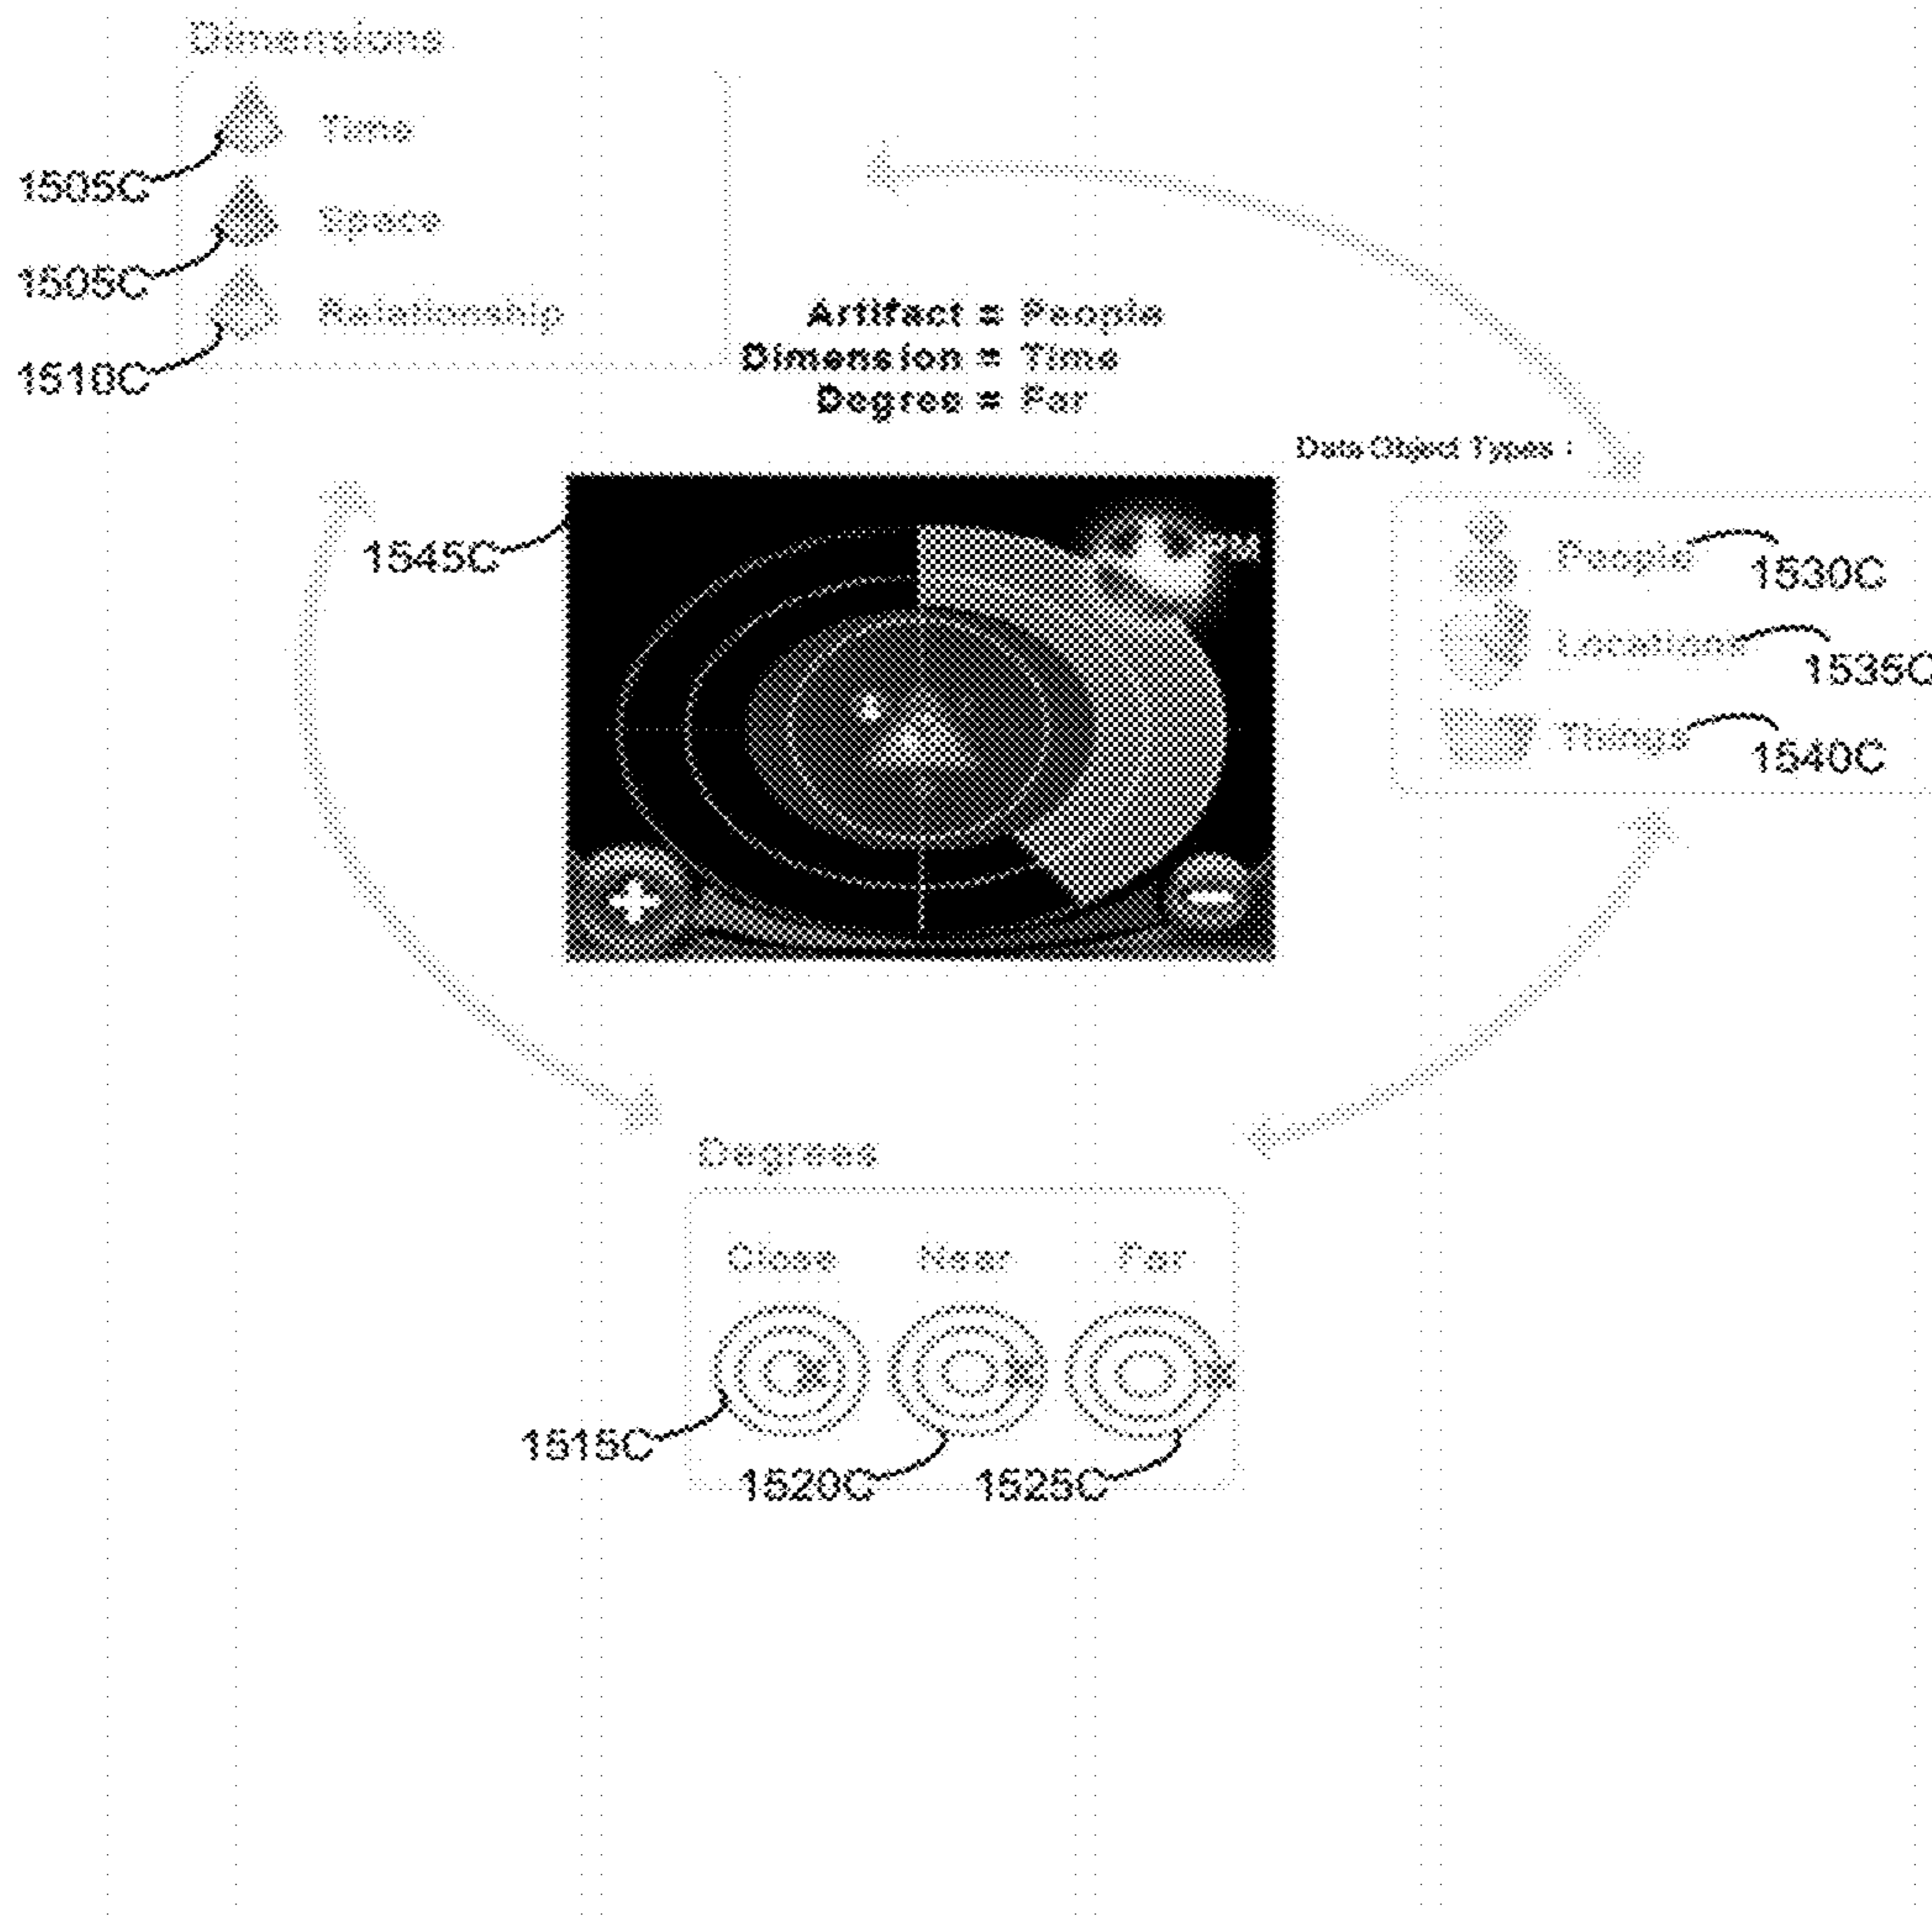 Dimensions
Time
1505C
Space
1505C
Relationship
1510C
Artifact = People
Dimension = Time
Degree = Far
Data Object Types :
1545C
People
1530C
Locations
1535C
Things
1540C
Degrees
Close Near Far
1515C
1520C 1525C